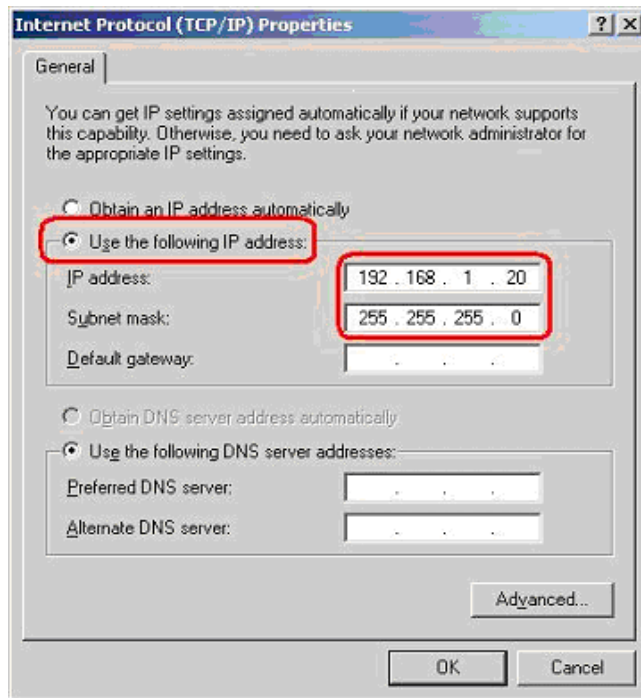 Internet Protocol (TCP/IP) Properties
General
You can get IP settings assigned automatically if your network supports
this capability. Otherwise, you need to ask your network administrator for
the appropriate IP settings.
Obtain an IP address automatically
Use the following IP address:
IP address: 192 . 168 . 1 . 20
Subnet mask: 255 . 255 . 255 . 0
Default gateway: . . .
Obtain DNS server address automatically
Use the following DNS server addresses:
Preferred DNS server: . . .
Alternate DNS server: . . .
Advanced...
OK Cancel